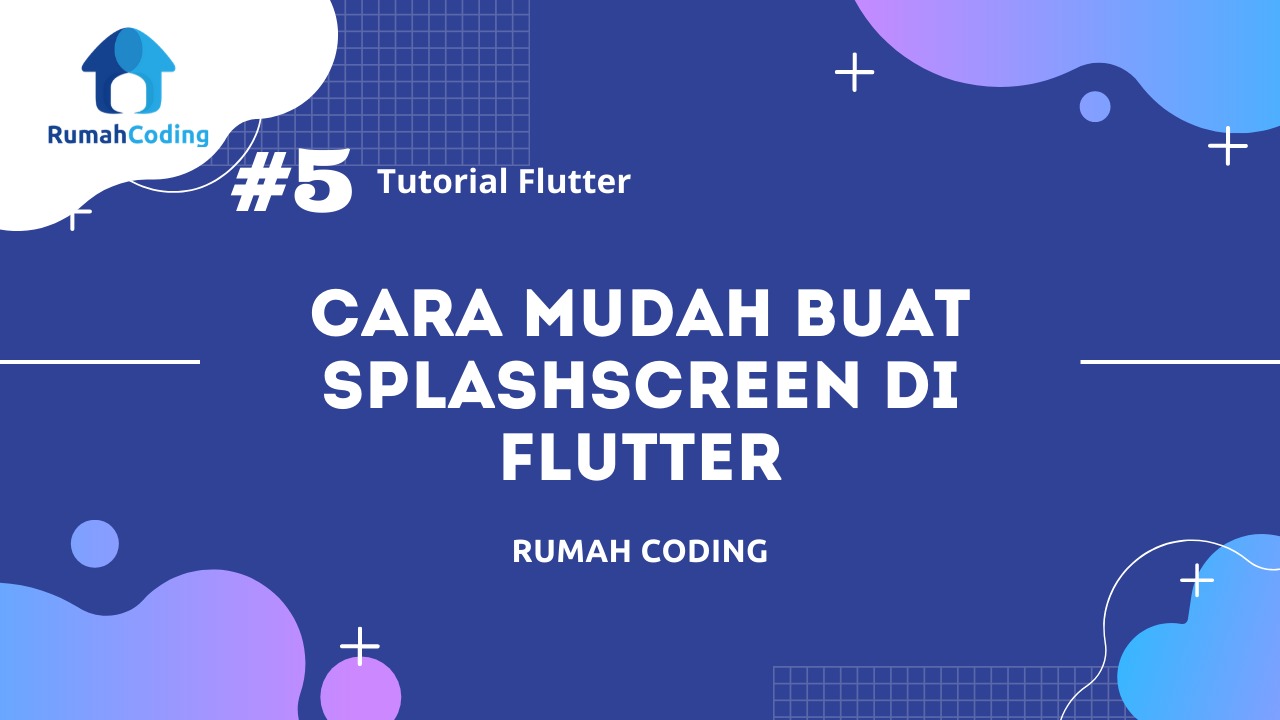 RumahCoding
#5 Tutorial Flutter
CARA MUDAH BUAT
SPLASHSCREEN DI
FLUTTER
RUMAH CODING